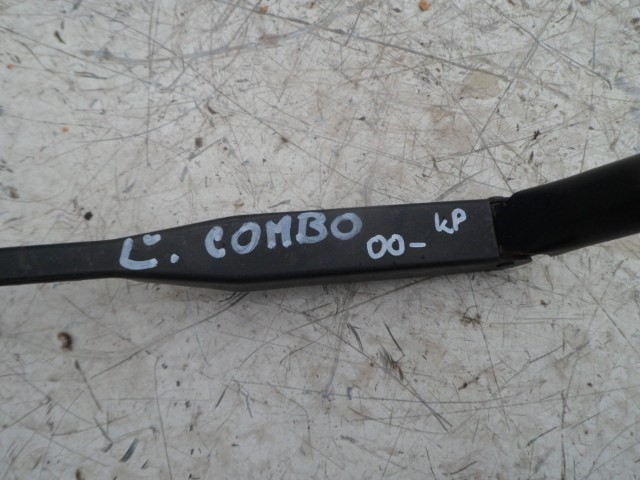 L. COMBO 00- KP